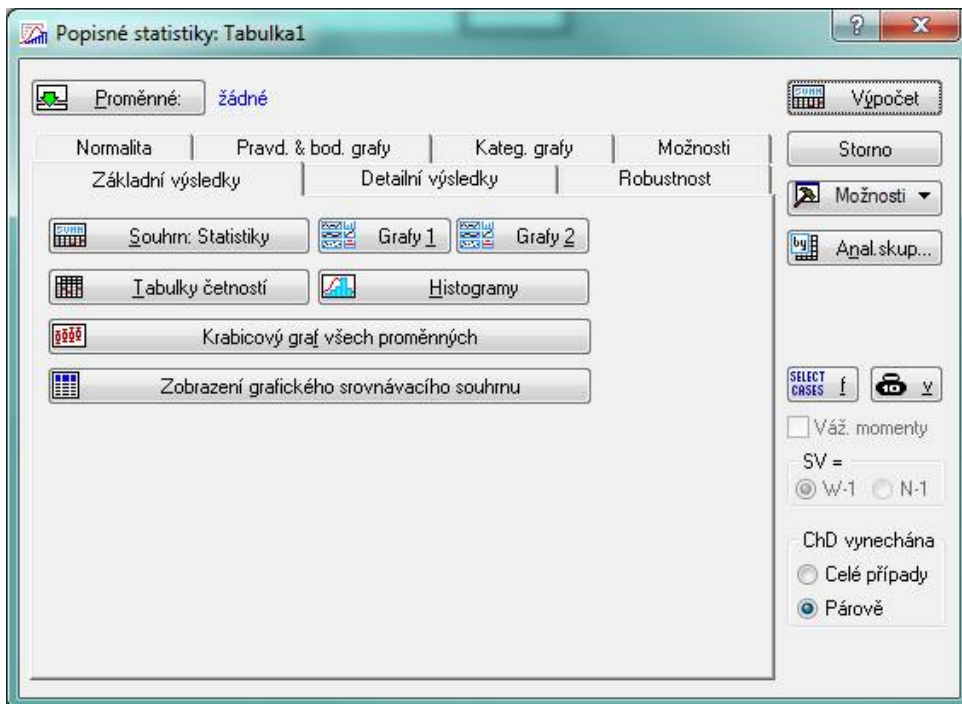 Popisné statistiky: Tabulka1
Proměnné: žádné
Výpočet
Normalita Pravd. & bod. grafy Kateg. grafy Možnosti
Storno
Základní výsledky Detailní výsledky Robustnost
Možnosti
Souhrn: Statistiky Grafy 1 Grafy 2
by Anal.skup...
Tabulky četností Histogramy
Krabicový graf všech proměnných
Zobrazení grafického srovnávacího souhrnu
SELECT CASES f v
Váž. momenty
SV =
W-1 N-1
ChD vynechána
Celé případy
Párově